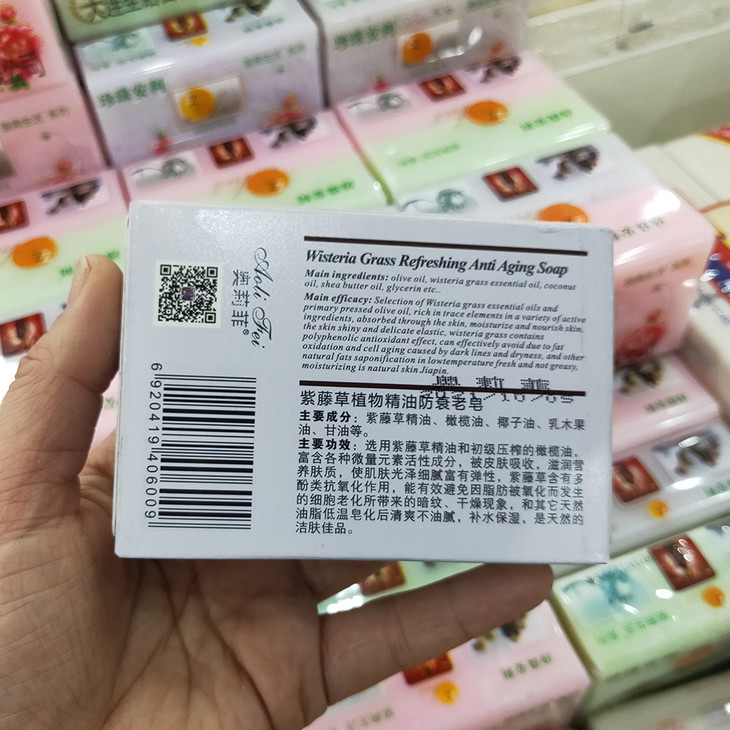 Aoli Fei
奥莉菲®
6920419406009
Wisteria Grass Refreshing Anti Aging Soap
Main ingredients: olive oil, wisteria grass essential oil, coconut
oil, shea butter oil, glycerin etc..
Main efficacy: Selection of Wisteria grass essential oils and
primary pressed olive oil, rich in trace elements in a variety of active
ingredients, absorbed through the skin, moisturize and nourish skin,
the skin shiny and delicate elastic, wisteria grass contains
polyphenolic antioxidant effect, can effectively avoid due to fat
oxidation and cell aging caused by dark lines and dryness, and other
natural fats saponification in lowtemperature fresh and not greasy,
moisturizing is natural skin Jiapin.
紫藤草植物精油防衰老皂
主要成分：紫藤草精油、橄榄油、椰子油、乳木果
油、甘油等。
主要功效：选用紫藤草精油和初级压榨的橄榄油，
富含各种微量元素活性成分，被皮肤吸收，滋润营
养肤质，使肌肤光泽细腻富有弹性，紫藤草含有多
酚类抗氧化作用，能有效避免因脂肪被氧化而发生
的细胞老化所带来的暗纹、干燥现象，和其它天然
油脂低温皂化后清爽不油腻，补水保湿，是天然的
洁肤佳品。